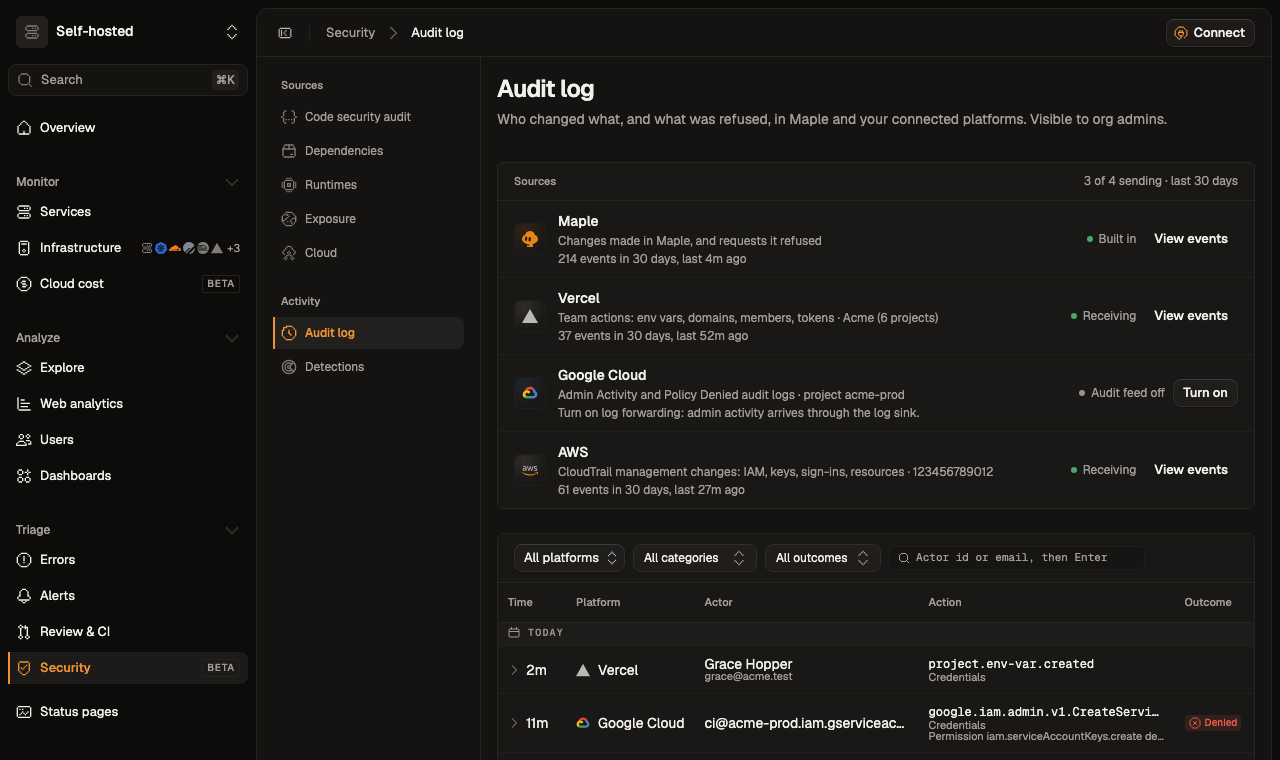 Self-hosted
Search
⌘K
Overview
Monitor
Services
Infrastructure
+3
Cloud cost
BETA
Analyze
Explore
Web analytics
Users
Dashboards
Triage
Errors
Alerts
Review & CI
Security
BETA
Status pages
Security
Audit log
Connect
Sources
Code security audit
Dependencies
Runtimes
Exposure
Cloud
Activity
Audit log
Detections
Audit log
Who changed what, and what was refused, in Maple and your connected platforms. Visible to org admins.
Sources
3 of 4 sending · last 30 days
Maple
Changes made in Maple, and requests it refused
214 events in 30 days, last 4m ago
Built in
View events
Vercel
Team actions: env vars, domains, members, tokens · Acme (6 projects)
37 events in 30 days, last 52m ago
Receiving
View events
Google Cloud
Admin Activity and Policy Denied audit logs · project acme-prod
Turn on log forwarding: admin activity arrives through the log sink.
Audit feed off
Turn on
aws
AWS
CloudTrail management changes: IAM, keys, sign-ins, resources · 123456789012
61 events in 30 days, last 27m ago
Receiving
View events
All platforms
All categories
All outcomes
Actor id or email, then Enter
Time
Platform
Actor
Action
Outcome
TODAY
2m
Vercel
Grace Hopper
grace@acme.test
project.env-var.created
Credentials
11m
Google Cloud
ci@acme-prod.iam.gserviceac…
google.iam.admin.v1.CreateServi…
Credentials
Permission iam.serviceAccountKeys.create de…
Denied